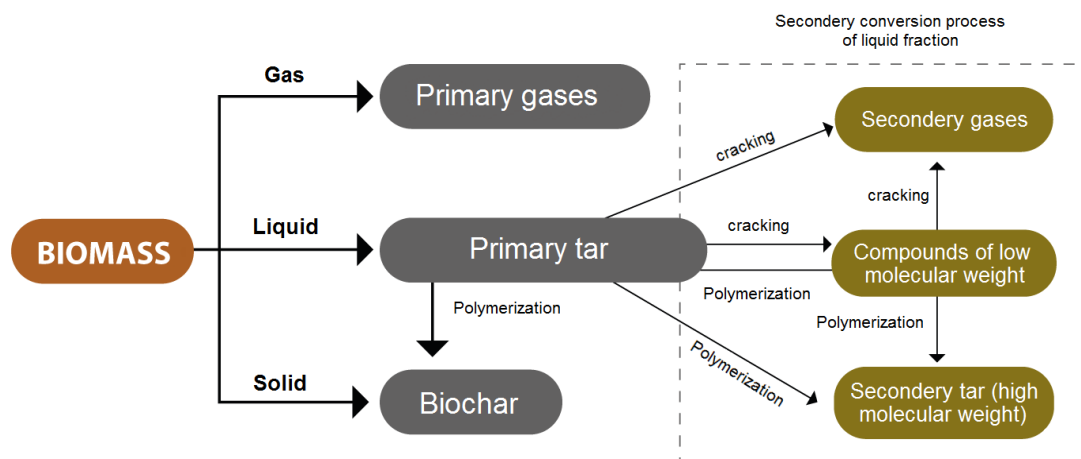 Secondery conversion process
of liquid fraction
Gas
Primary gases
Secondery gases
cracking
cracking
BIOMASS
Liquid
Primary tar
cracking
Compounds of low
molecular weight
Polymerization
Polymerization
Polymerization
Polymerization
Solid
Biochar
Secondery tar (high
molecular weight)